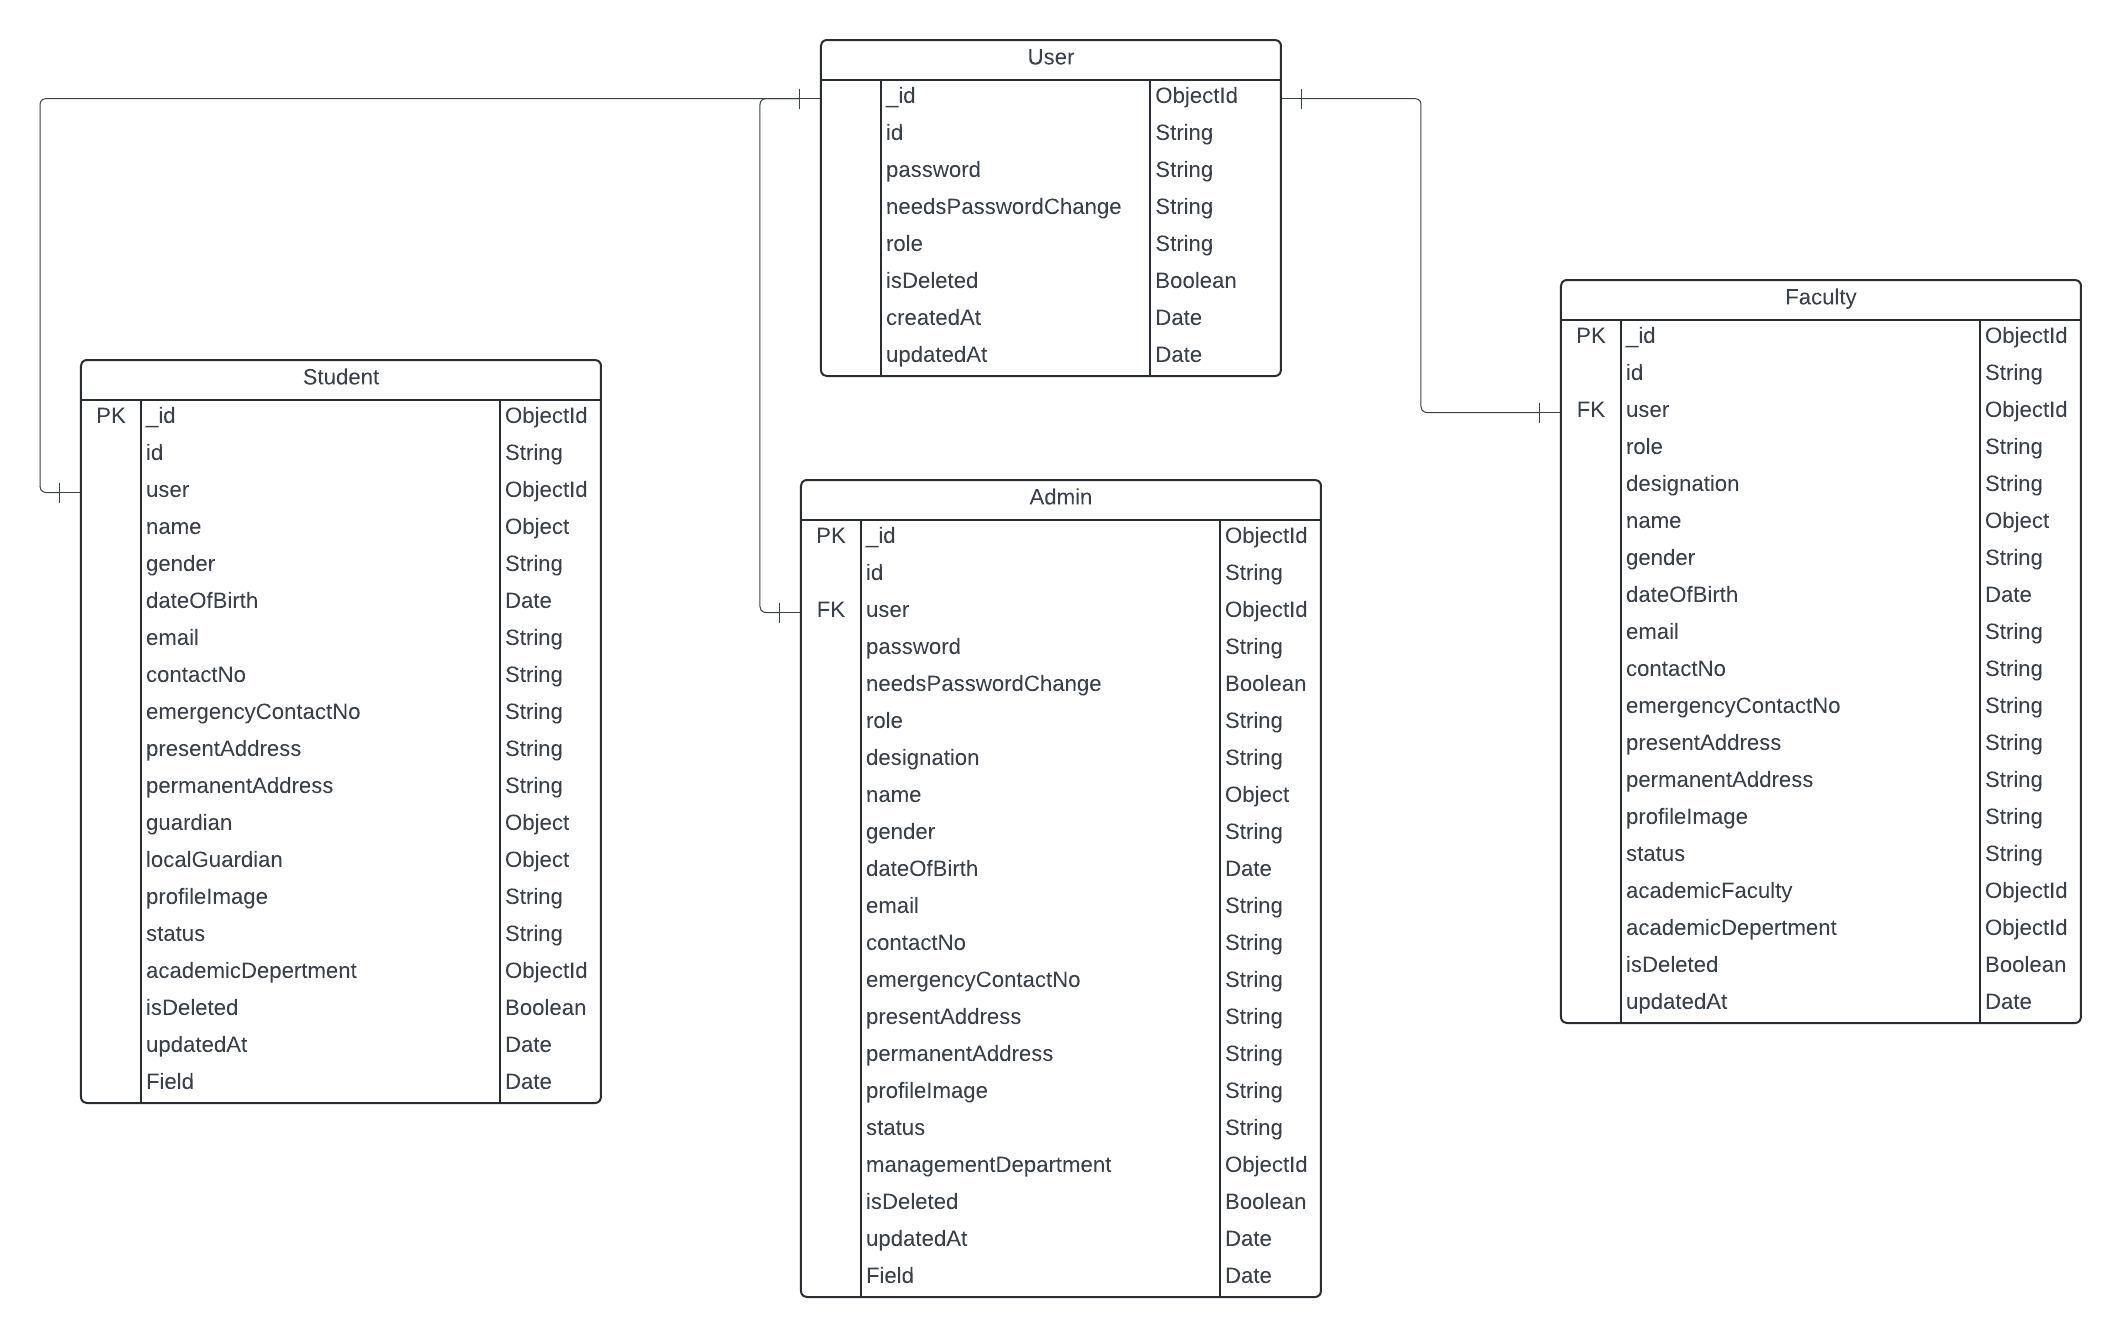 User
_id ObjectId
id String
password String
needsPasswordChange String
role String
isDeleted Boolean
createdAt Date
updatedAt Date
Student
PK _id ObjectId
id String
user ObjectId
name Object
gender String
dateOfBirth Date
email String
contactNo String
emergencyContactNo String
presentAddress String
permanentAddress String
guardian Object
localGuardian Object
profileImage String
status String
academicDepertment ObjectId
isDeleted Boolean
updatedAt Date
Field Date
Admin
PK _id ObjectId
id String
FK user ObjectId
password String
needsPasswordChange Boolean
role String
designation String
name Object
gender String
dateOfBirth Date
email String
contactNo String
emergencyContactNo String
presentAddress String
permanentAddress String
profileImage String
status String
managementDepartment ObjectId
isDeleted Boolean
updatedAt Date
Field Date
Faculty
PK _id ObjectId
id String
FK user ObjectId
role String
designation String
name Object
gender String
dateOfBirth Date
email String
contactNo String
emergencyContactNo String
presentAddress String
permanentAddress String
profileImage String
status String
academicFaculty ObjectId
academicDepertment ObjectId
isDeleted Boolean
updatedAt Date